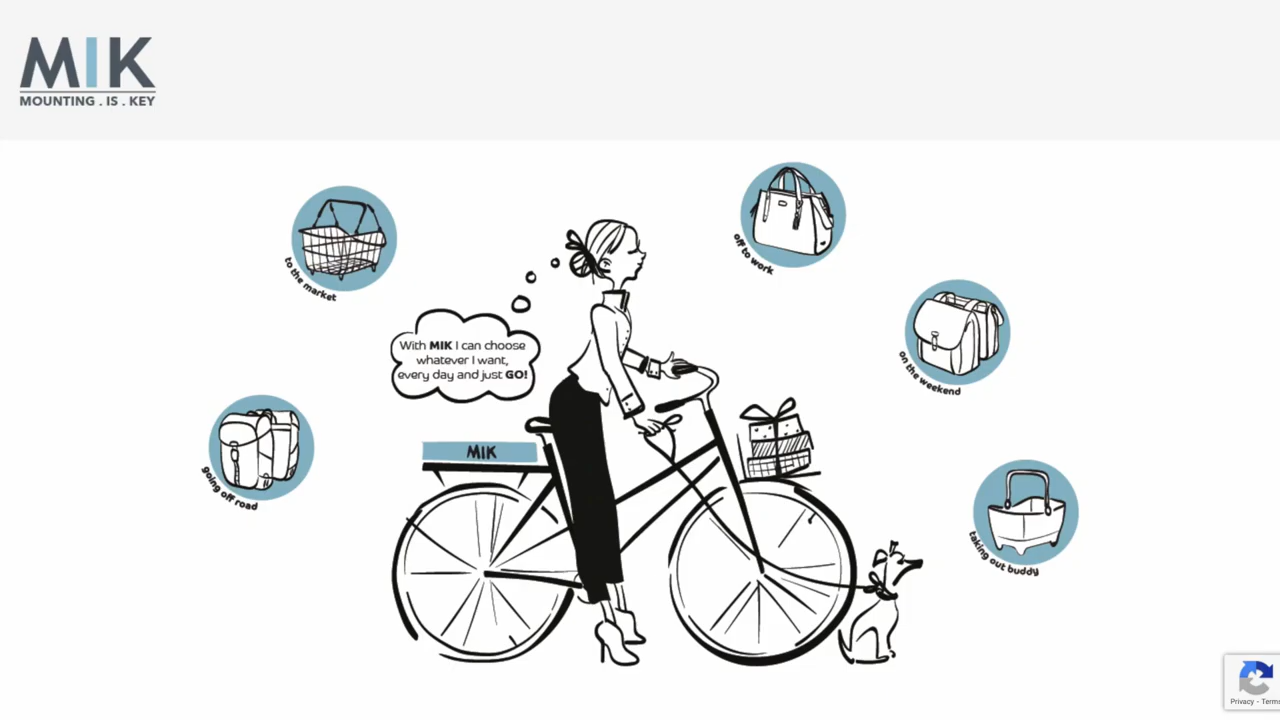 MIK
MOUNTING . IS . KEY
off to work
to the market
With MIK I can choose
whatever I want,
every day and just GO!
on the weekend
MIK
going off road
taking out buddy
Privacy - Terms